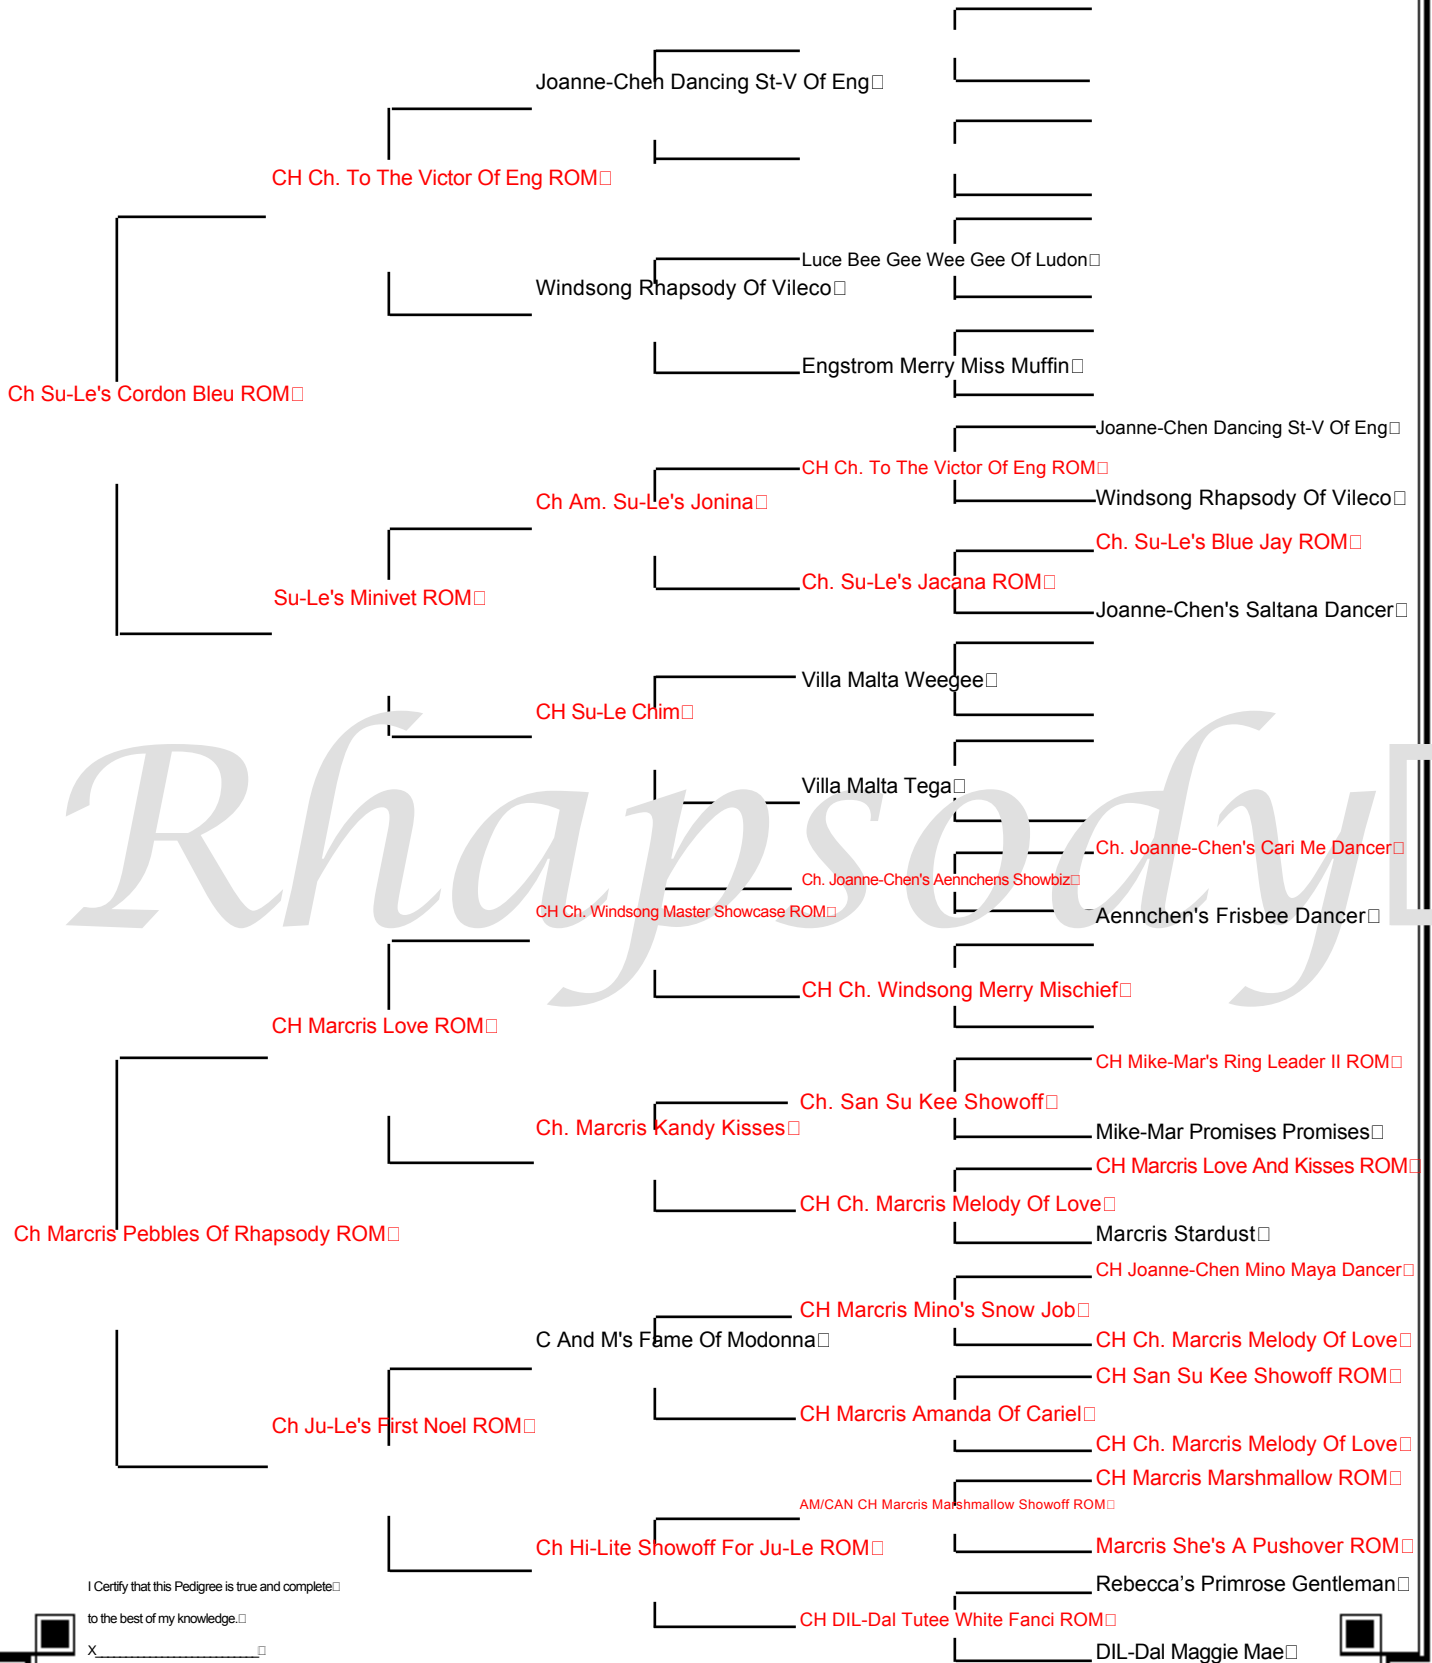 Joanne-Chen Dancing St-V Of Eng
CH Ch. To The Victor Of Eng ROM
Luce Bee Gee Wee Gee Of Ludon
Windsong Rhapsody Of Vileco
Engstrom Merry Miss Muffin
Ch Su-Le's Cordon Bleu ROM
Joanne-Chen Dancing St-V Of Eng
CH Ch. To The Victor Of Eng ROM
Ch Am. Su-Le's Jonina
Windsong Rhapsody Of Vileco
Ch. Su-Le's Blue Jay ROM
Ch. Su-Le's Jacana ROM
Su-Le's Minivet ROM
Joanne-Chen's Saltana Dancer
Villa Malta Weegee
CH Su-Le Chim
Villa Malta Tega
Rhapsody
Ch. Joanne-Chen's Cari Me Dancer
Ch. Joanne-Chen's Aennchens Showbiz
CH Ch. Windsong Master Showcase ROM
Aennchen's Frisbee Dancer
CH Ch. Windsong Merry Mischief
CH Marcris Love ROM
CH Mike-Mar's Ring Leader II ROM
Ch. San Su Kee Showoff
Ch. Marcris Kandy Kisses
Mike-Mar Promises Promises
CH Marcris Love And Kisses ROM
CH Ch. Marcris Melody Of Love
Ch Marcris Pebbles Of Rhapsody ROM
Marcris Stardust
CH Joanne-Chen Mino Maya Dancer
CH Marcris Mino's Snow Job
C And M's Fame Of Modonna
CH Ch. Marcris Melody Of Love
CH San Su Kee Showoff ROM
CH Marcris Amanda Of Cariel
Ch Ju-Le's First Noel ROM
CH Ch. Marcris Melody Of Love
CH Marcris Marshmallow ROM
AM/CAN CH Marcris Marshmallow Showoff ROM
Ch Hi-Lite Showoff For Ju-Le ROM
Marcris She's A Pushover ROM
Rebecca’s Primrose Gentleman
CH DIL-Dal Tutee White Fanci ROM
DIL-Dal Maggie Mae
I Certify that this Pedigree is true and complete
to the best of my knowledge.
X___________________________